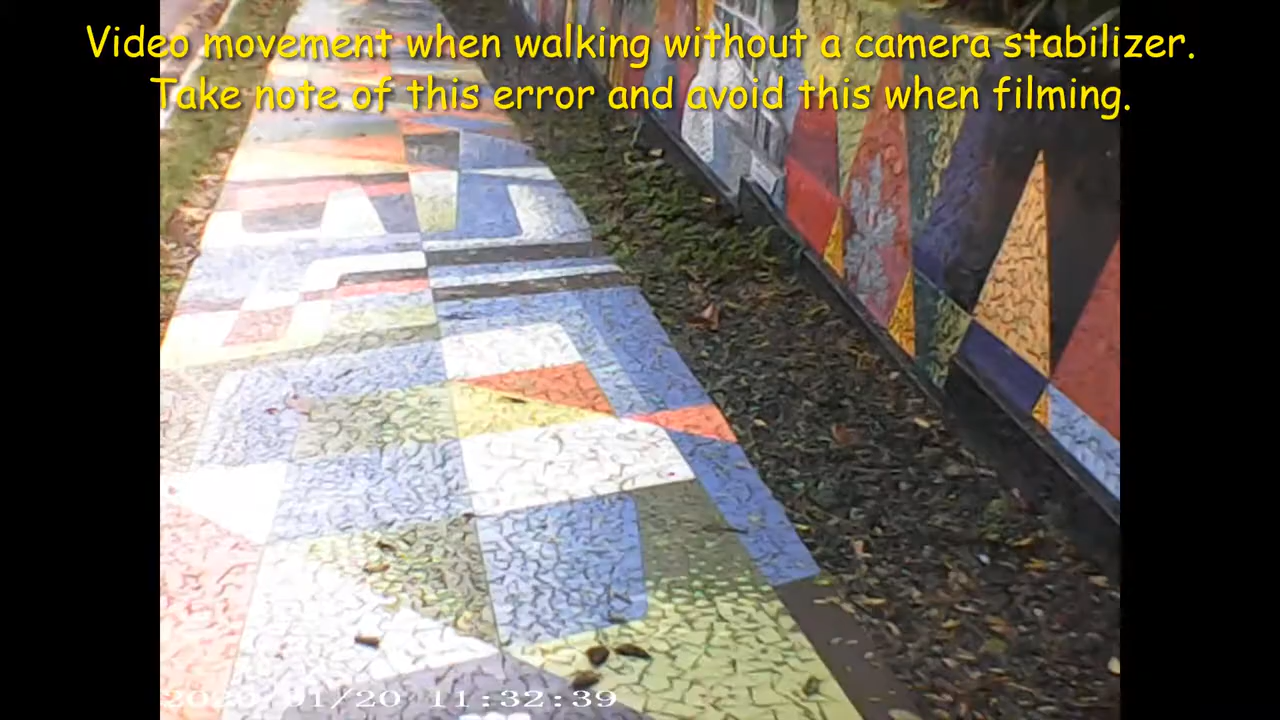 Video movement when walking without a camera stabilizer.
Take note of this error and avoid this when filming.
2020/01/20 11:32:39